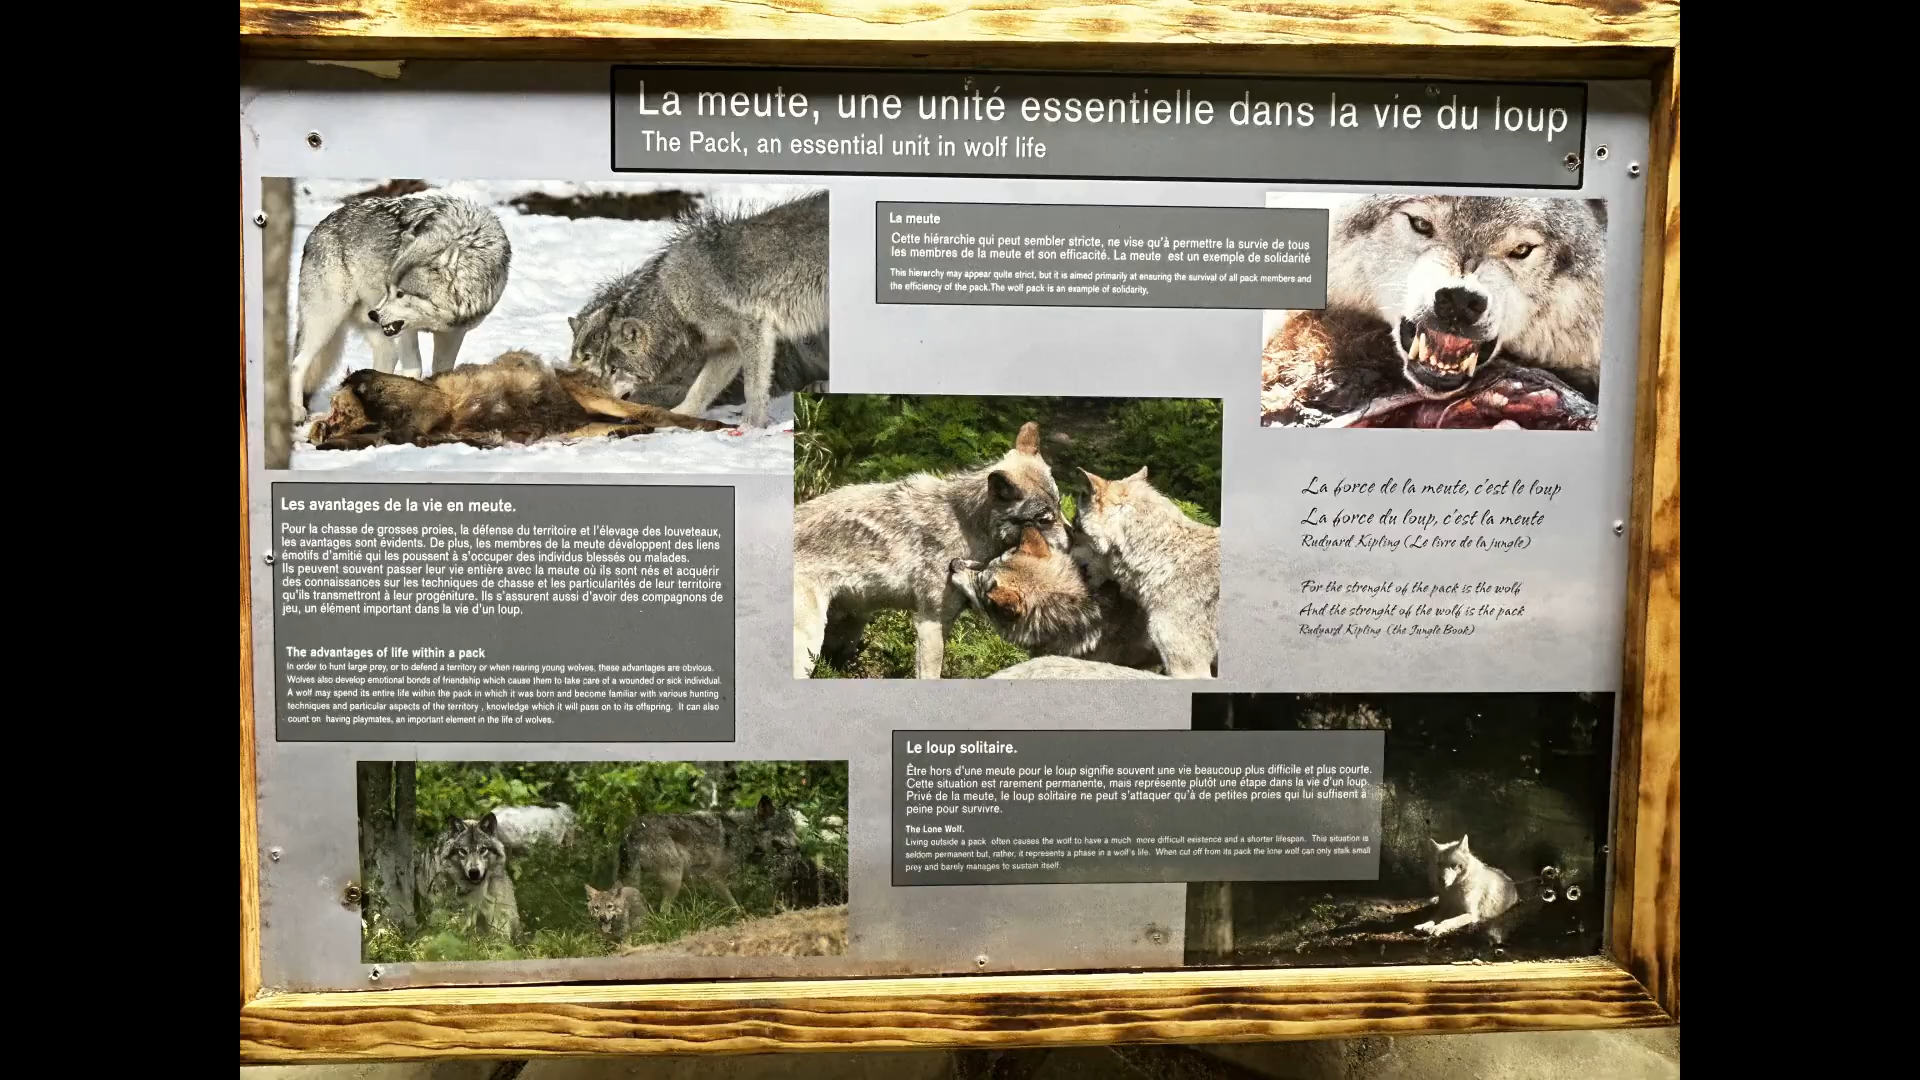 La meute, une unité essentielle dans la vie du loup
The Pack, an essential unit in wolf life
La meute
Cette hiérarchie qui peut sembler stricte, ne vise qu'à permettre la survie de tous
les membres de la meute et son efficacité. La meute est un exemple de solidarité
This hierarchy may appear quite strict, but it is aimed primarily at ensuring the survival of all pack members and
the efficiency of the pack.The wolf pack is an example of solidarity.
Les avantages de la vie en meute.
Pour la chasse de grosses proies, la défense du territoire et l'élevage des louveteaux,
les avantages sont évidents. De plus, les membres de la meute développent des liens
émotifs d'amitié qui les poussent à s'occuper des individus blessés ou malades.
Ils peuvent souvent passer leur vie entière avec la meute où ils sont nés et acquérir
des connaissances sur les techniques de chasse et les particularités de leur territoire
qu'ils transmettront à leur progéniture. Ils s'assurent aussi d'avoir des compagnons de
jeu, un élément important dans la vie d'un loup.
The advantages of life within a pack
In order to hunt large prey, or to defend a territory or when rearing young wolves, these advantages are obvious.
Wolves also develop emotional bonds of friendship which cause them to take care of a wounded or sick individual.
A wolf may spend its entire life within the pack in which it was born and become familiar with various hunting
techniques and particular aspects of the territory , knowledge which it will pass on to its offspring. It can also
count on having playmates, an important element in the life of wolves.
La force de la meute, c'est le loup
La force du loup, c'est la meute
Rudyard Kipling (Le livre de la jungle)
For the strenght of the pack is the wolf
And the strenght of the wolf is the pack
Rudyard Kipling (the Jungle Book)
Le loup solitaire.
Être hors d'une meute pour le loup signifie souvent une vie beaucoup plus difficile et plus courte.
Cette situation est rarement permanente, mais représente plutôt une étape dans la vie d'un loup.
Privé de la meute, le loup solitaire ne peut s'attaquer qu'à de petites proies qui lui suffisent à
peine pour survivre.
The Lone Wolf.
Living outside a pack often causes the wolf to have a much more difficult existence and a shorter lifespan. This situation is
seldom permanent but, rather, it represents a phase in a wolf's life. When cut off from its pack the lone wolf can only stalk small
prey and barely manages to sustain itself.